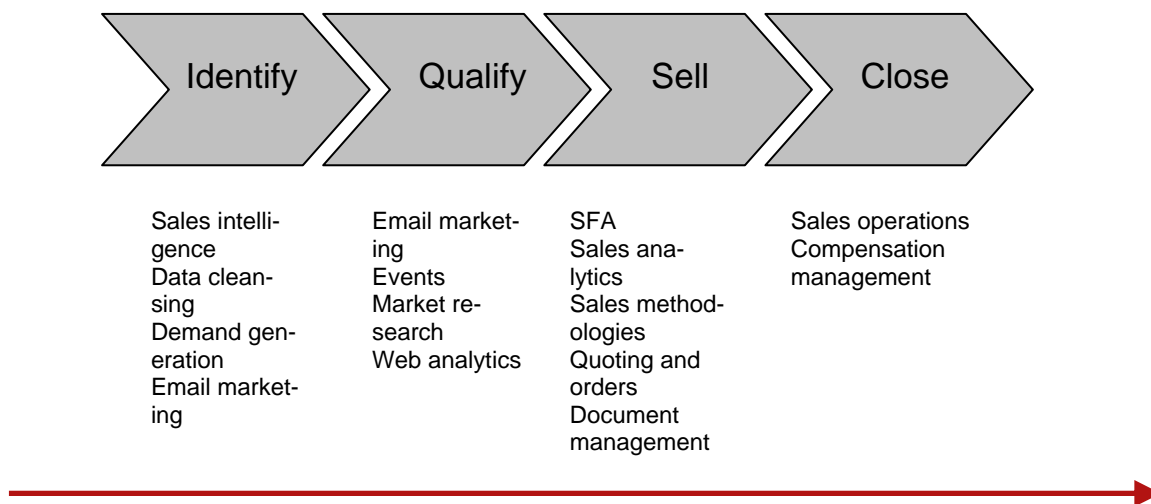 Identify
Qualify
Sell
Close
Sales intelli-
gence
Data clean-
sing
Demand gen-
eration
Email market-
ing
Email market-
ing
Events
Market re-
search
Web analytics
SFA
Sales ana-
lytics
Sales method-
ologies
Quoting and
orders
Document
management
Sales operations
Compensation
management